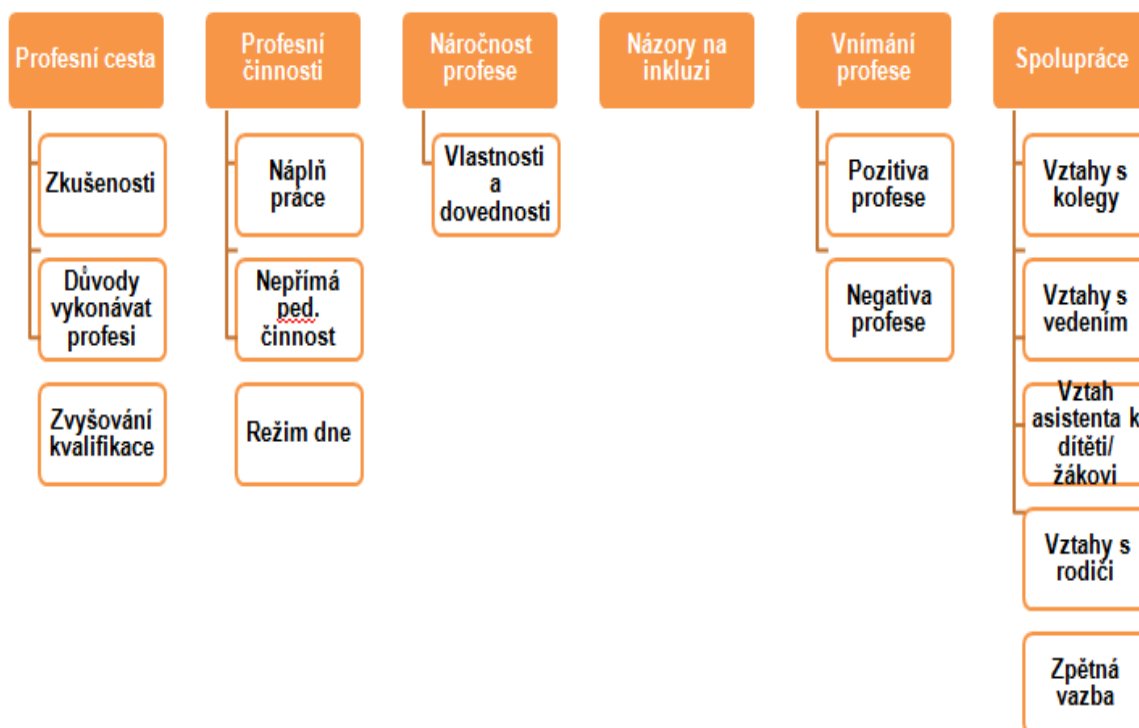 Profesní cesta
Zkušenosti
Důvody
vykonávat
profesi
Zvyšování
kvalifikace
Profesní
činnosti
Náplň
práce
Nepřímá
ped.
činnost
Režim dne
Náročnost
profese
Vlastnosti
a
dovednosti
Názory na
inkluzi
Vnímání
profese
Pozitiva
profese
Negativa
profese
Spolupráce
Vztahy s
kolegy
Vztahy s
vedením
Vztah
asistenta k
dítěti/
žákovi
Vztahy s
rodiči
Zpětná
vazba